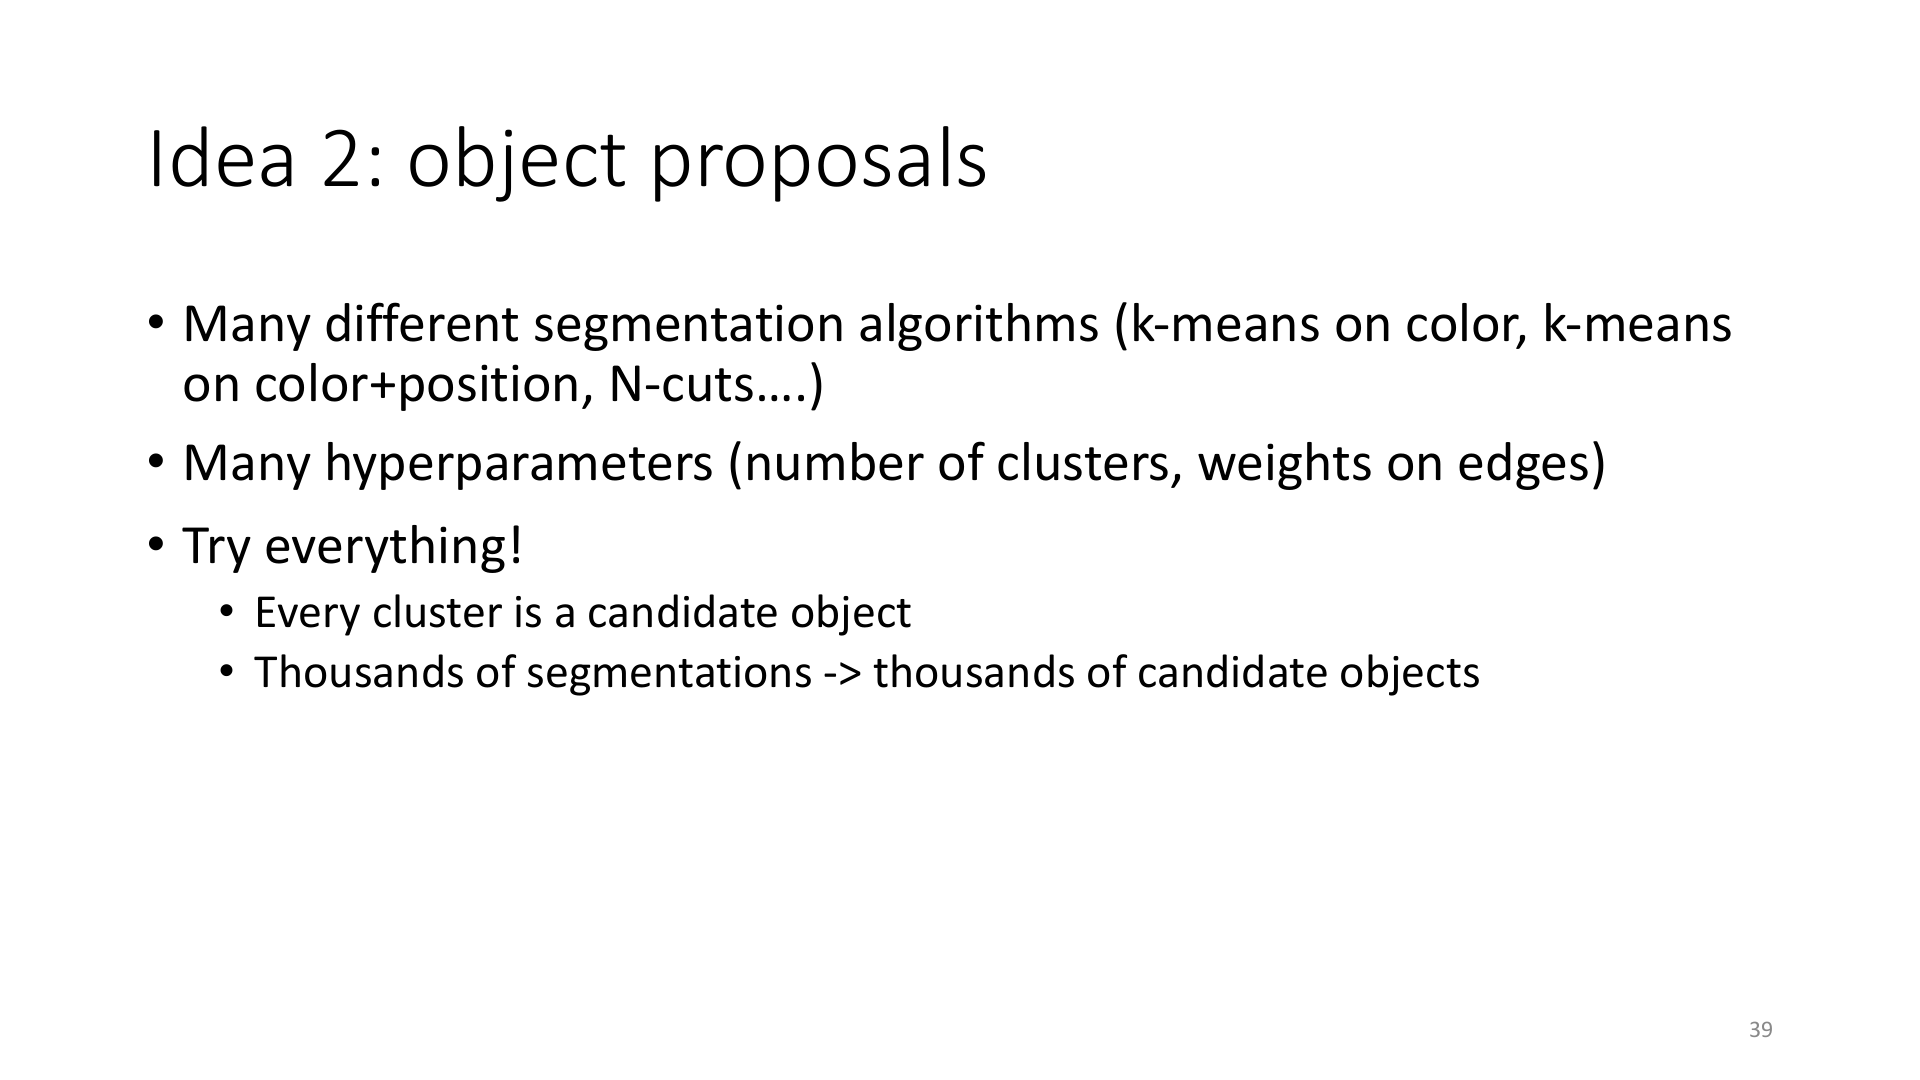 Idea 2: object proposals
• Many different segmentation algorithms (k-means on color, k-means
on color+position, N-cuts....)
• Many hyperparameters (number of clusters, weights on edges)
• Try everything!
• Every cluster is a candidate object
• Thousands of segmentations -> thousands of candidate objects
39